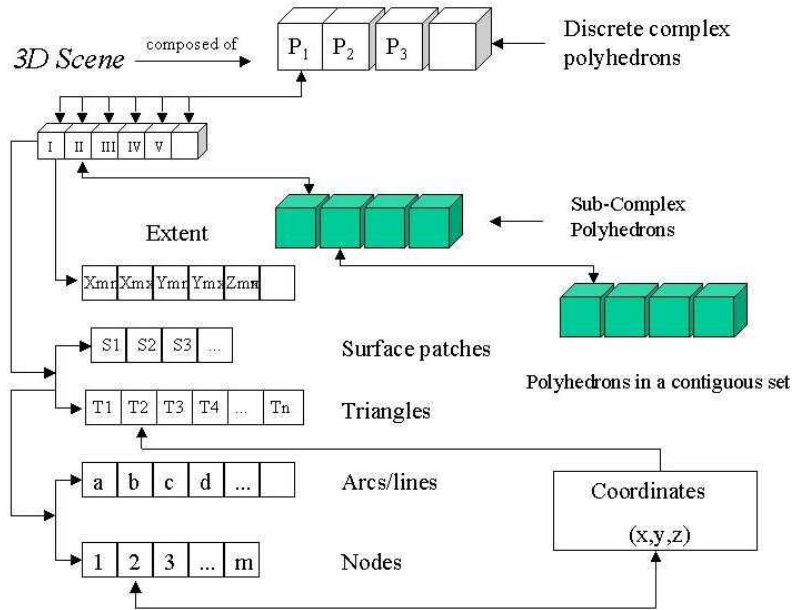 3D Scene
composed of
P1 P2 P3
Discrete complex
polyhedrons
I II III IV V
Sub-Complex
Polyhedrons
Extent
Xmn Xmx Ymn Ymx
Polyhedrons in a contiguous set
S1 S2 S3 ...
Surface patches
T1 T2 T3 T4 ... Tn
Triangles
a b c d ...
Arcs/lines
Coordinates
(x,y,z)
1 2 3 ... m
Nodes